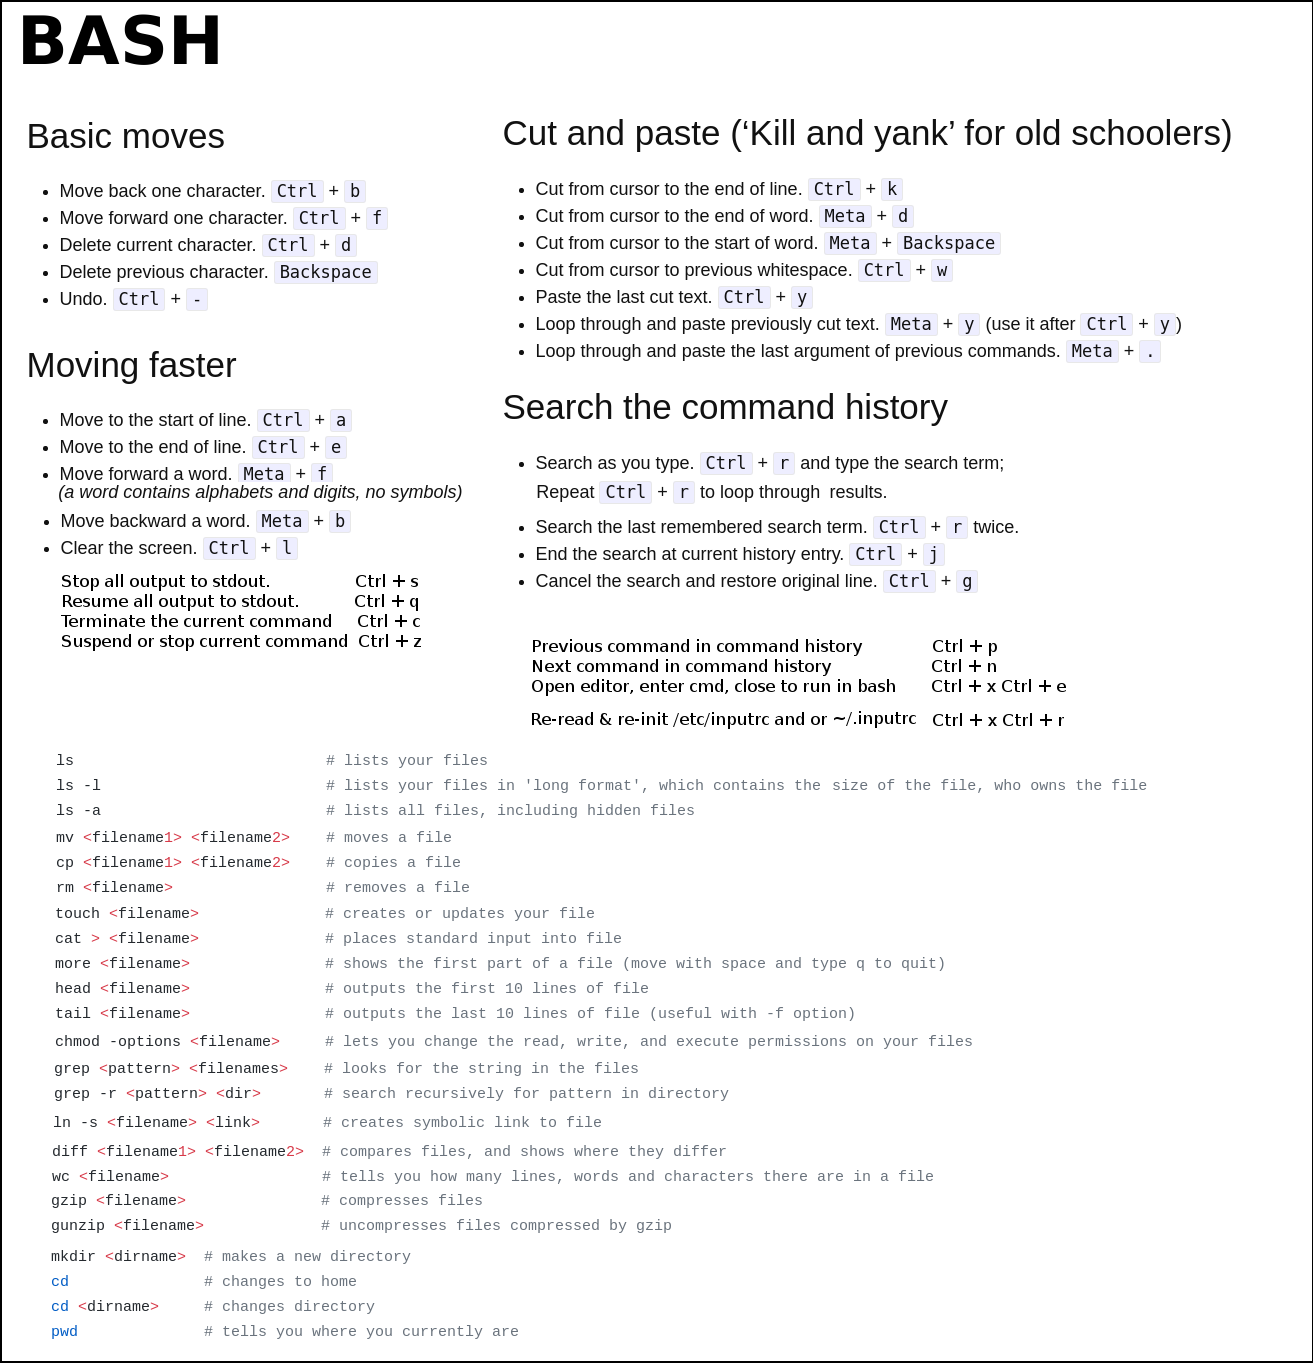 BASH
Basic moves
Move back one character. Ctrl + b
Move forward one character. Ctrl + f
Delete current character. Ctrl + d
Delete previous character. Backspace
Undo. Ctrl + -
Moving faster
Move to the start of line. Ctrl + a
Move to the end of line. Ctrl + e
Move forward a word. Meta + f
(a word contains alphabets and digits, no symbols)
Move backward a word. Meta + b
Clear the screen. Ctrl + l
Stop all output to stdout. Ctrl + s
Resume all output to stdout. Ctrl + q
Terminate the current command Ctrl + c
Suspend or stop current command Ctrl + z
Cut and paste (‘Kill and yank’ for old schoolers)
Cut from cursor to the end of line. Ctrl + k
Cut from cursor to the end of word. Meta + d
Cut from cursor to the start of word. Meta + Backspace
Cut from cursor to previous whitespace. Ctrl + w
Paste the last cut text. Ctrl + y
Loop through and paste previously cut text. Meta + y (use it after Ctrl + y )
Loop through and paste the last argument of previous commands. Meta + .
Search the command history
Search as you type. Ctrl + r and type the search term;
Repeat Ctrl + r to loop through results.
Search the last remembered search term. Ctrl + r twice.
End the search at current history entry. Ctrl + j
Cancel the search and restore original line. Ctrl + g
Previous command in command history Ctrl + p
Next command in command history Ctrl + n
Open editor, enter cmd, close to run in bash Ctrl + x Ctrl + e
Re-read & re-init /etc/inputrc and or ~/.inputrc Ctrl + x Ctrl + r
ls # lists your files
ls -l # lists your files in 'long format', which contains the size of the file, who owns the file
ls -a # lists all files, including hidden files
mv <filename1> <filename2> # moves a file
cp <filename1> <filename2> # copies a file
rm <filename> # removes a file
touch <filename> # creates or updates your file
cat > <filename> # places standard input into file
more <filename> # shows the first part of a file (move with space and type q to quit)
head <filename> # outputs the first 10 lines of file
tail <filename> # outputs the last 10 lines of file (useful with -f option)
chmod -options <filename> # lets you change the read, write, and execute permissions on your files
grep <pattern> <filenames> # looks for the string in the files
grep -r <pattern> <dir> # search recursively for pattern in directory
ln -s <filename> <link> # creates symbolic link to file
diff <filename1> <filename2> # compares files, and shows where they differ
wc <filename> # tells you how many lines, words and characters there are in a file
gzip <filename> # compresses files
gunzip <filename> # uncompresses files compressed by gzip
mkdir <dirname> # makes a new directory
cd # changes to home
cd <dirname> # changes directory
pwd # tells you where you currently are